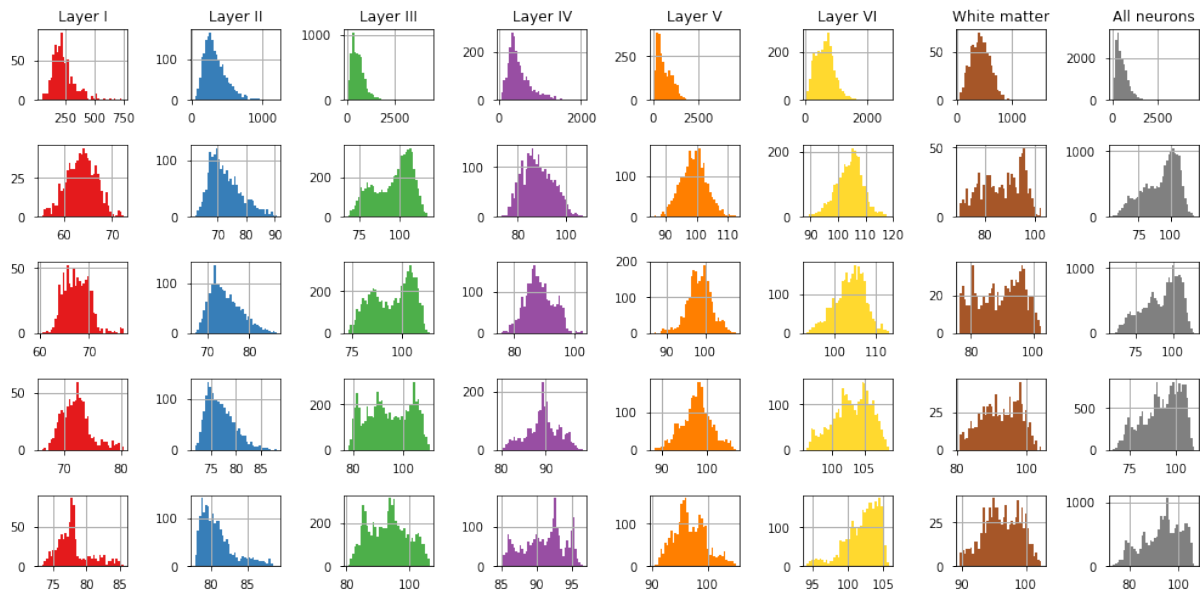 Layer I Layer II Layer III Layer IV Layer V Layer VI White matter All neurons
50 0 250 500 750
100 0 0 1000
1000 0 0 2500
200 0 0 2000
250 0 0 2500
200 0 0 2000
50 0 0 1000
2000 0 0 2500
25 0 60 70
100 0 70 80 90
200 0 75 100
100 0 80 100
100 0 90 100 110
200 0 90 100 110 120
50 0 80 100
1000 0 75 100
50 0 60 70
100 0 70 80
200 0 75 100
100 0 80 100
200 100 0 90 100
100 0 100 110
20 0 80 100
1000 0 75 100
50 25 0 70 80
100 0 75 80 85
200 0 80 100
200 0 80 90
100 0 90 100
100 0 100 105
25 0 80 100
500 0 75 100
50 0 75 80 85
100 0 80 85
200 0 80 100
100 0 85 90 95
100 0 90 100
100 0 95 100 105
25 0 90 100
1000 0 80 100